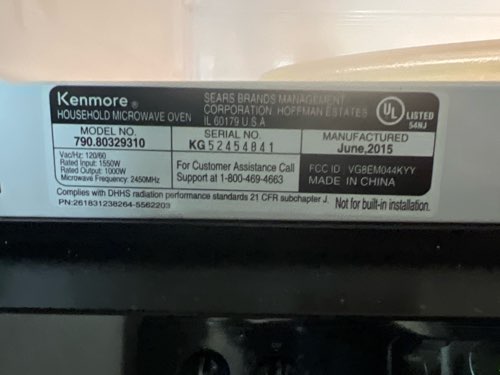 Kenmore®
HOUSEHOLD MICROWAVE OVEN
SEARS BRANDS MANAGEMENT
CORPORATION, HOFFMAN ESTATES
IL 60179 U.S.A
UL
LISTED
54NJ
MODEL NO.
790.80329310
SERIAL NO.
KG52454841
MANUFACTURED
June,2015
Vac/Hz: 120/60
Rated Input: 1550W
Rated Output: 1000W
Microwave Frequency: 2450MHz
For Customer Assistance Call
Support at 1-800-469-4663
FCC ID : VG8EM044KYY
MADE IN CHINA
Complies with DHHS radiation performance standards 21 CFR subchapter J.
Not for built-in installation.
PN:261831238264-5562203